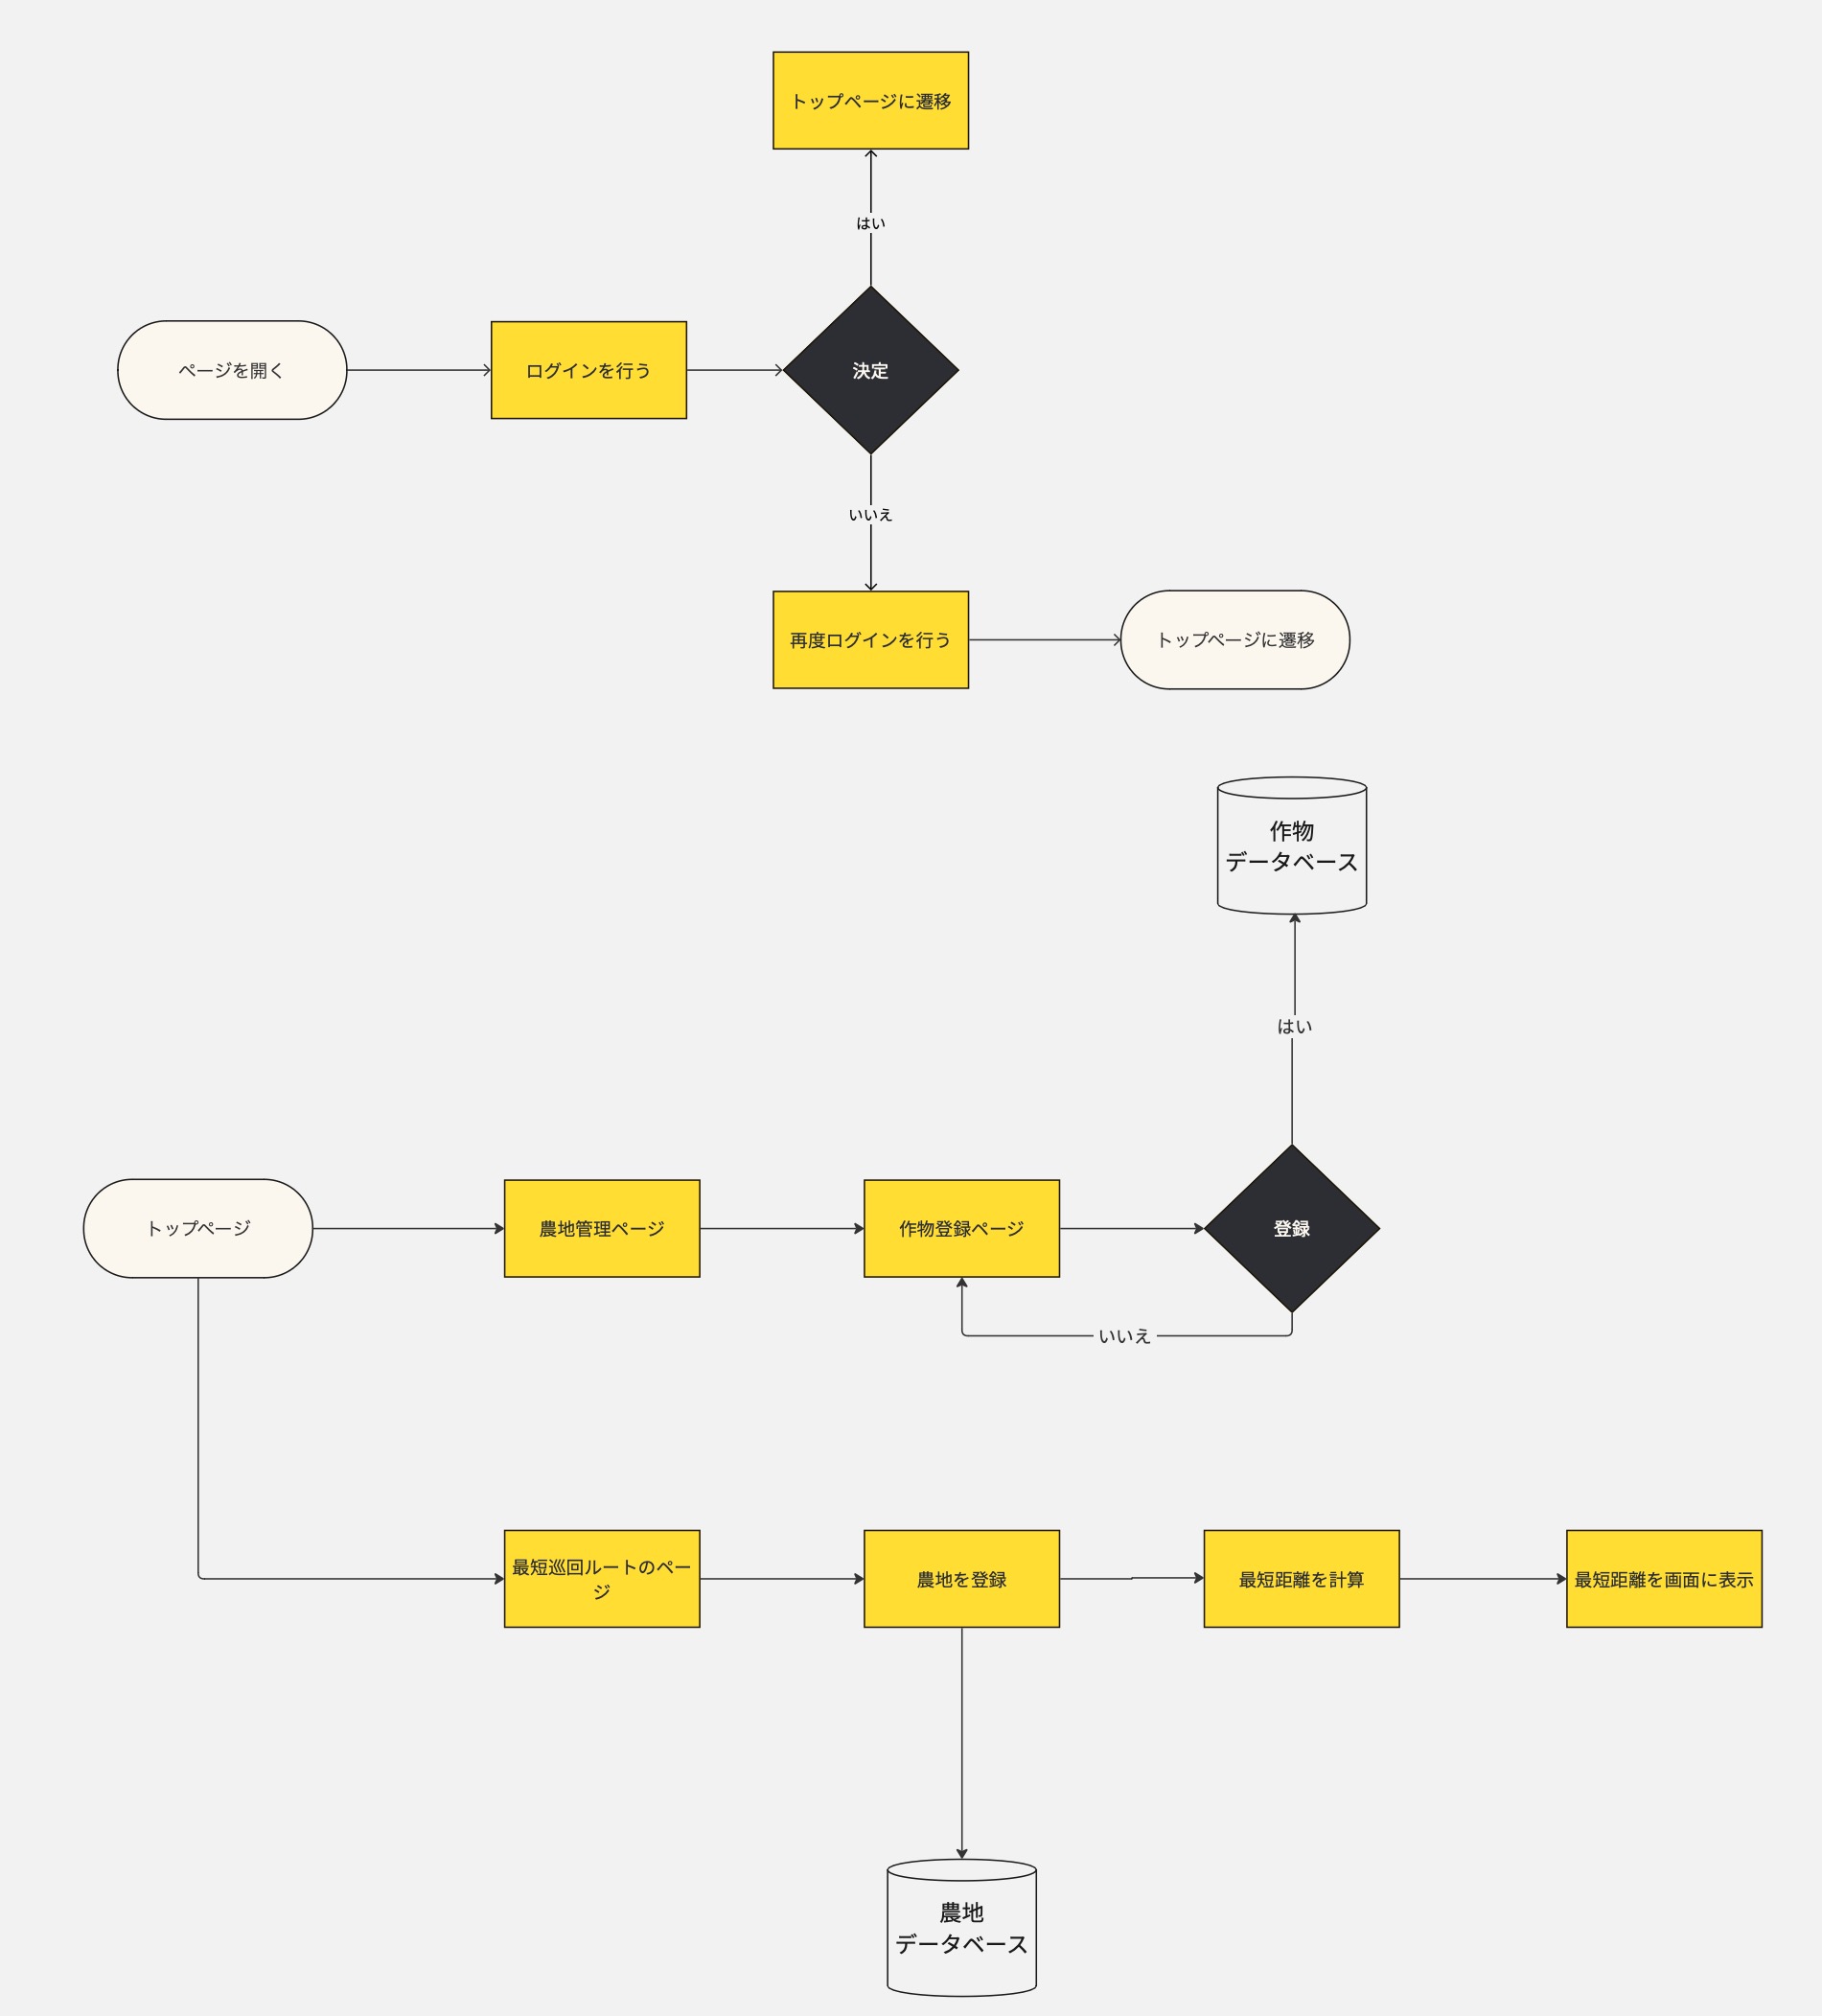 トップページに遷移
はい
ページを開く
ログインを行う
決定
いいえ
再度ログインを行う
トップページに遷移
作物
データベース
はい
トップページ
農地管理ページ
作物登録ページ
登録
いいえ
最短巡回ルートのペー
ジ
農地を登録
最短距離を計算
最短距離を画面に表示
農地
データベース